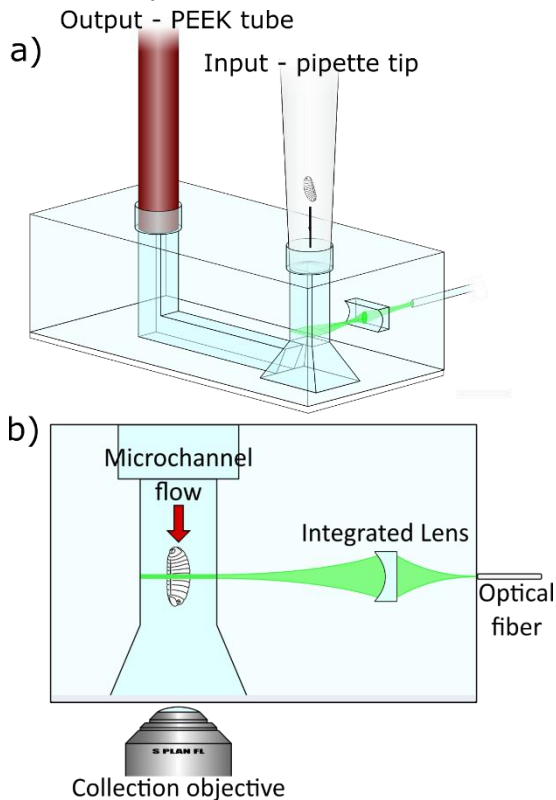 Output - PEEK tube
a)
Input - pipette tip
b)
Microchannel
flow
Integrated Lens
Optical
fiber
S PLAN FL
Collection objective